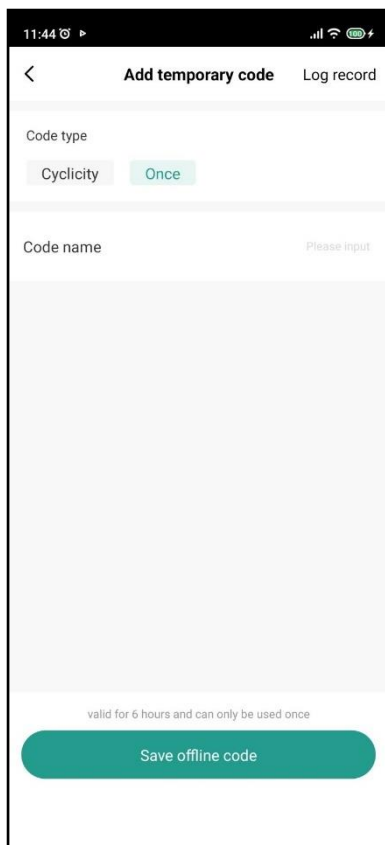 11:44
100
Add temporary code Log record
Code type
Cyclicity Once
Code name Please input
valid for 6 hours and can only be used once
Save offline code